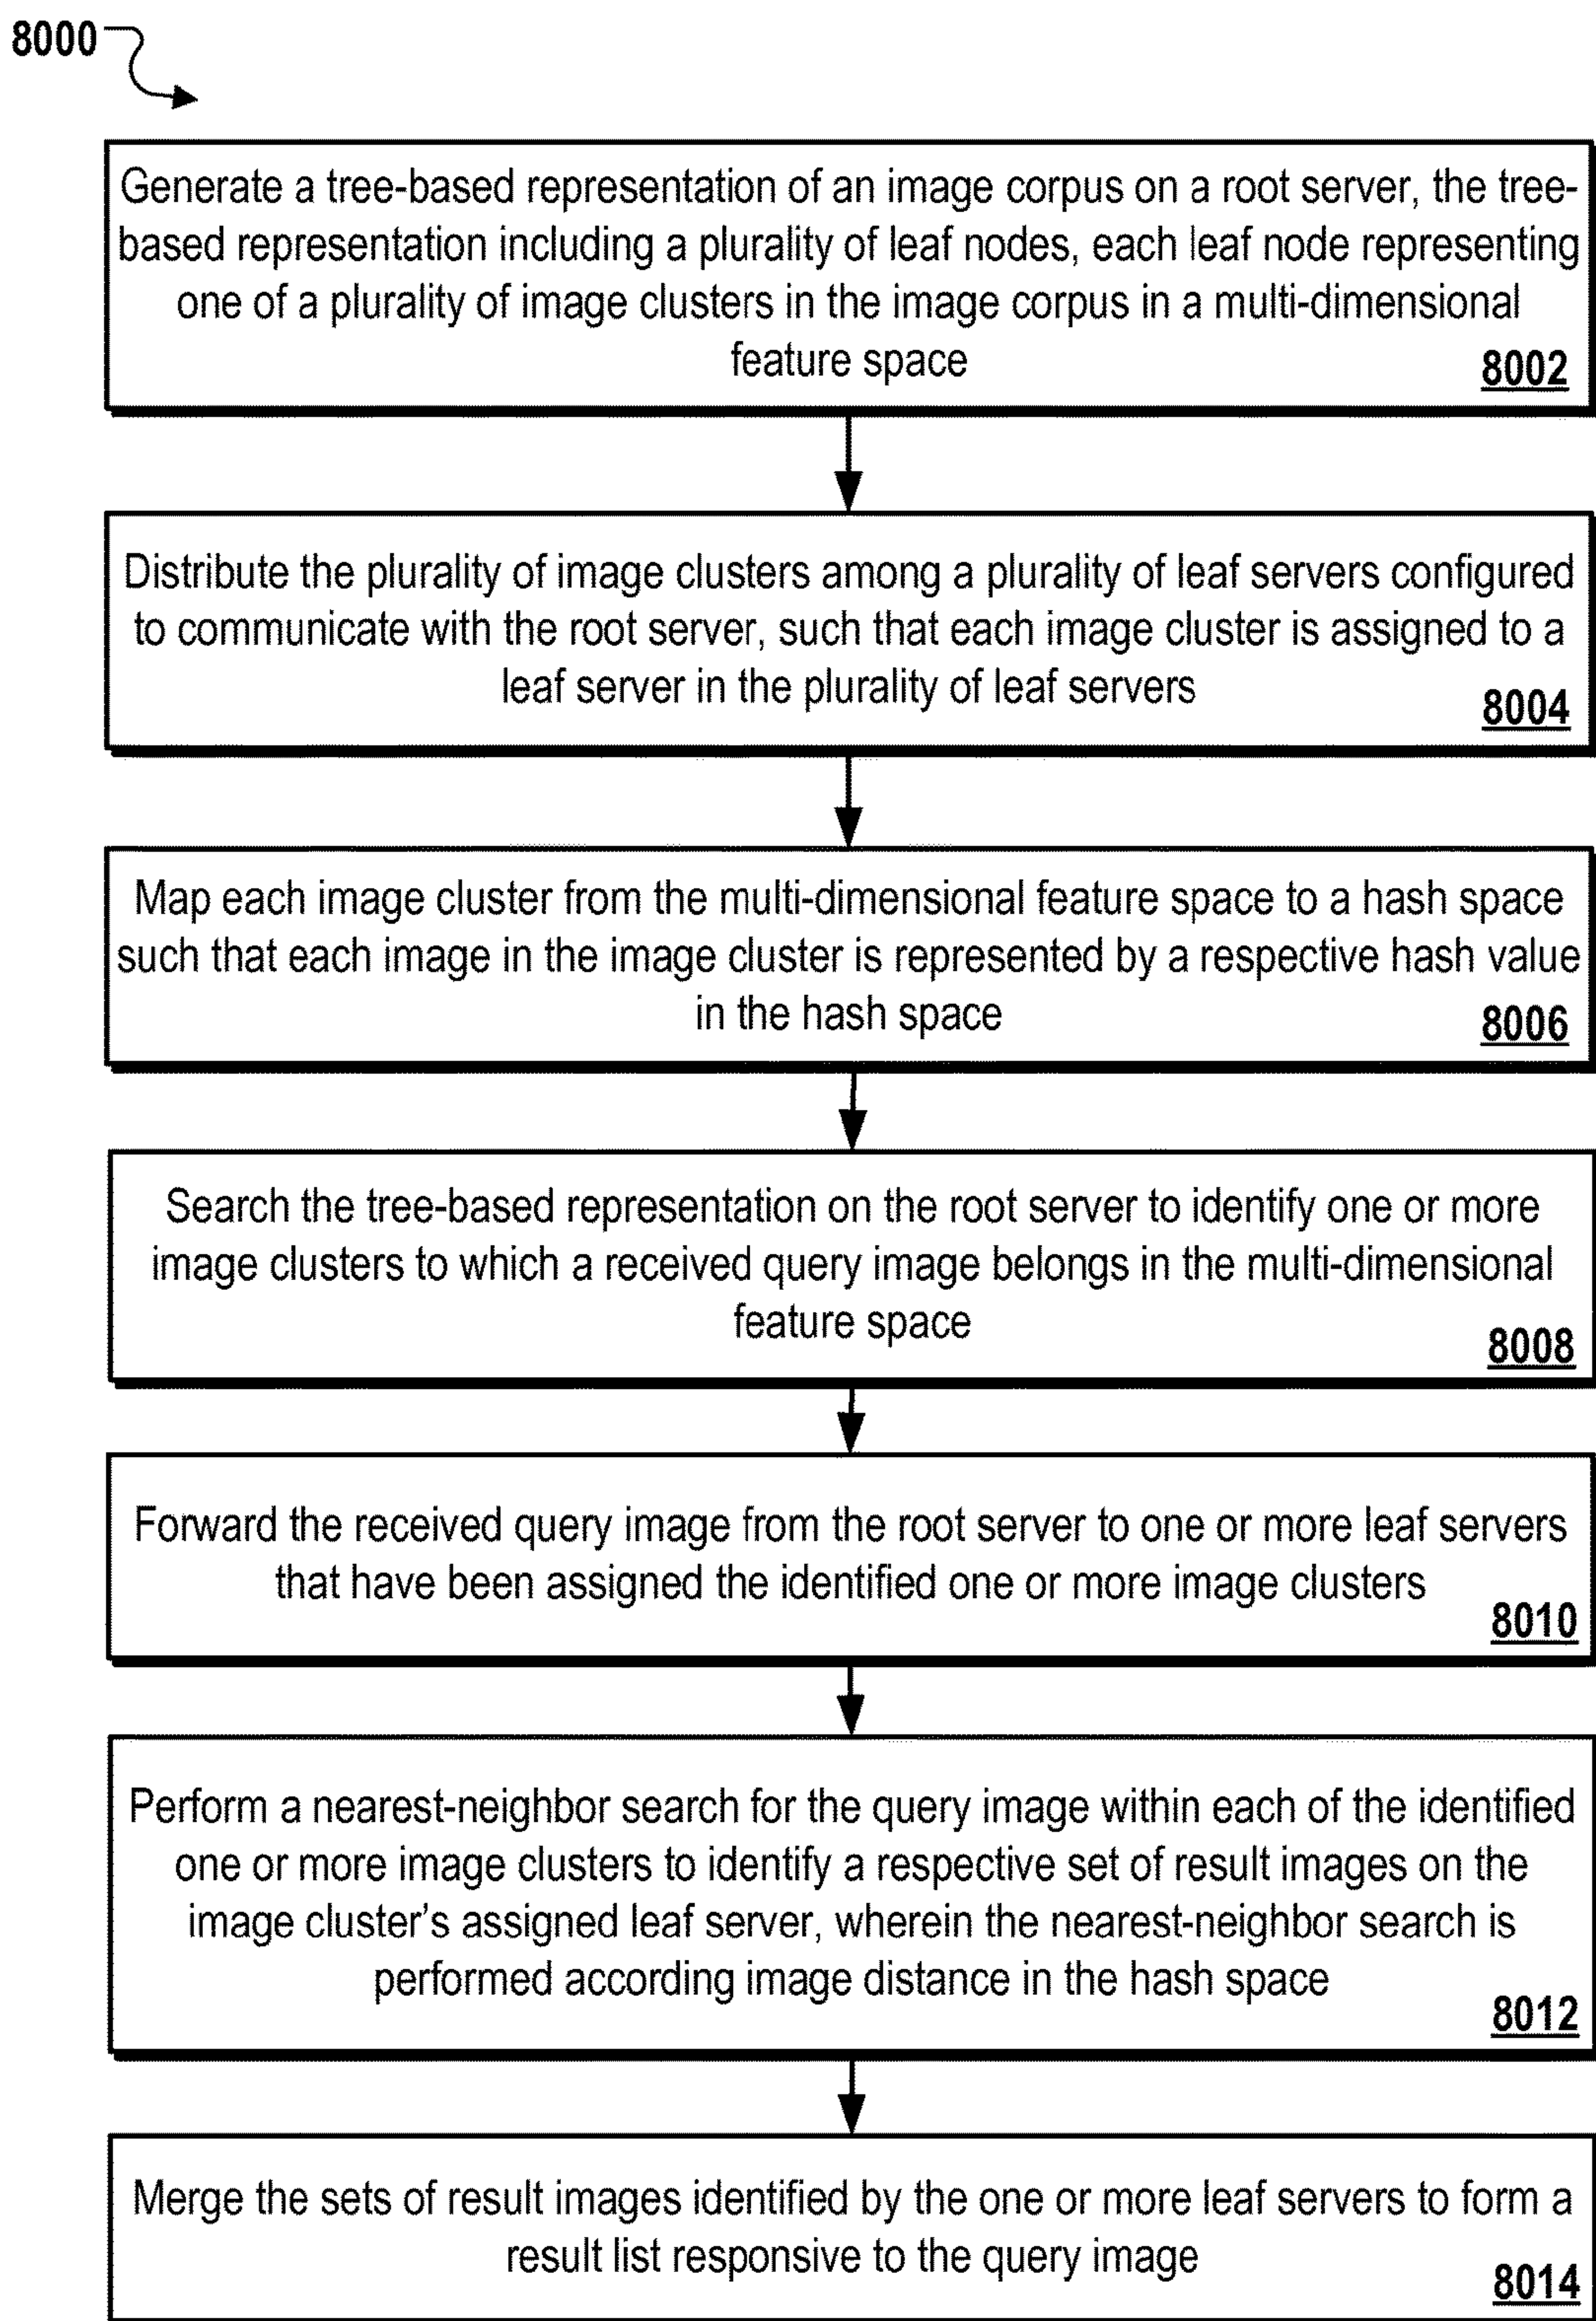 8000
Generate a tree-based representation of an image corpus on a root server, the tree-
based representation including a plurality of leaf nodes, each leaf node representing
one of a plurality of image clusters in the image corpus in a multi-dimensional
feature space
8002
Distribute the plurality of image clusters among a plurality of leaf servers configured
to communicate with the root server, such that each image cluster is assigned to a
leaf server in the plurality of leaf servers
8004
Map each image cluster from the multi-dimensional feature space to a hash space
such that each image in the image cluster is represented by a respective hash value
in the hash space
8006
Search the tree-based representation on the root server to identify one or more
image clusters to which a received query image belongs in the multi-dimensional
feature space
8008
Forward the received query image from the root server to one or more leaf servers
that have been assigned the identified one or more image clusters
8010
Perform a nearest-neighbor search for the query image within each of the identified
one or more image clusters to identify a respective set of result images on the
image cluster's assigned leaf server, wherein the nearest-neighbor search is
performed according image distance in the hash space
8012
Merge the sets of result images identified by the one or more leaf servers to form a
result list responsive to the query image
8014